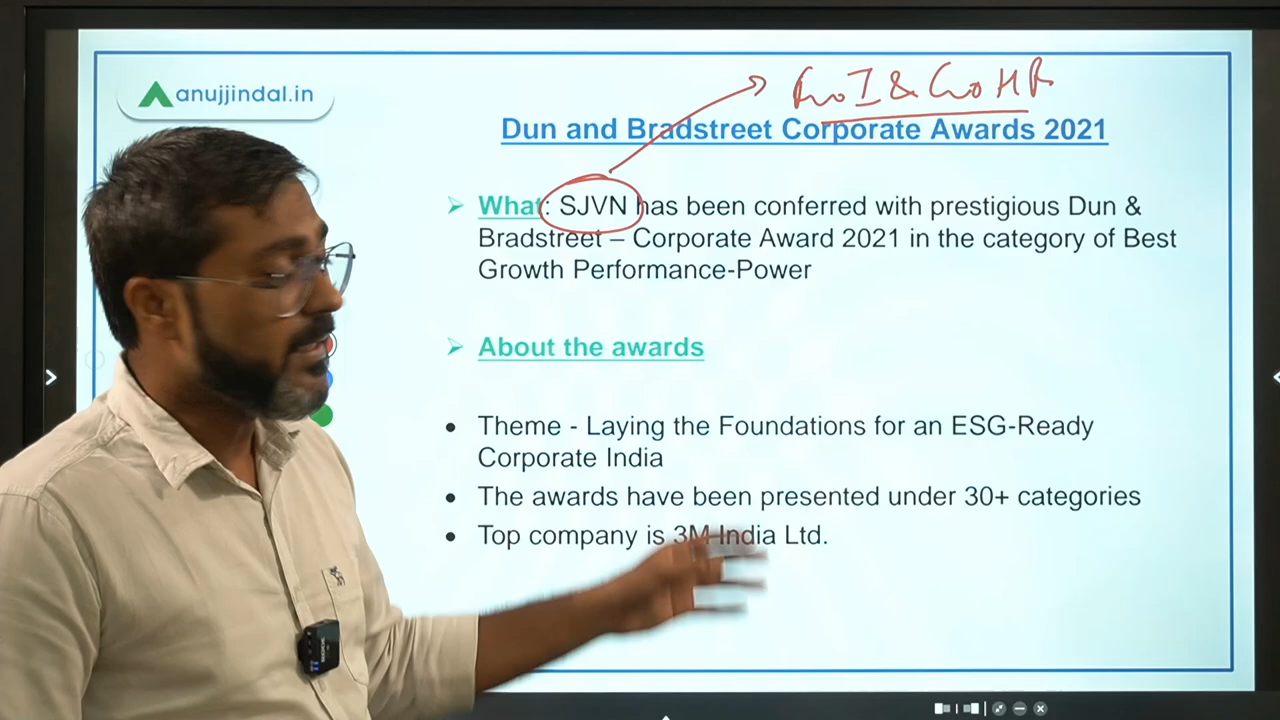 anujjindal.in
GoI & GoHP
Dun and Bradstreet Corporate Awards 2021
What: SJVN has been conferred with prestigious Dun &
Bradstreet – Corporate Award 2021 in the category of Best
Growth Performance-Power
About the awards
Theme - Laying the Foundations for an ESG-Ready
Corporate India
The awards have been presented under 30+ categories
Top company is 3M India Ltd.